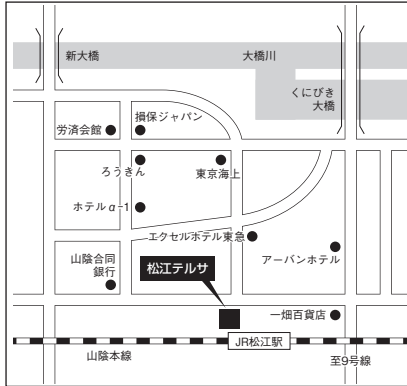 新大橋
大橋川
くにびき
大橋
損保ジャパン
労済会館
ろうきん
東京海上
ホテルα-1
エクセルホテル東急
山陰合同
銀行
松江テルサ
アーバンホテル
一畑百貨店
JR松江駅
山陰本線
至9号線